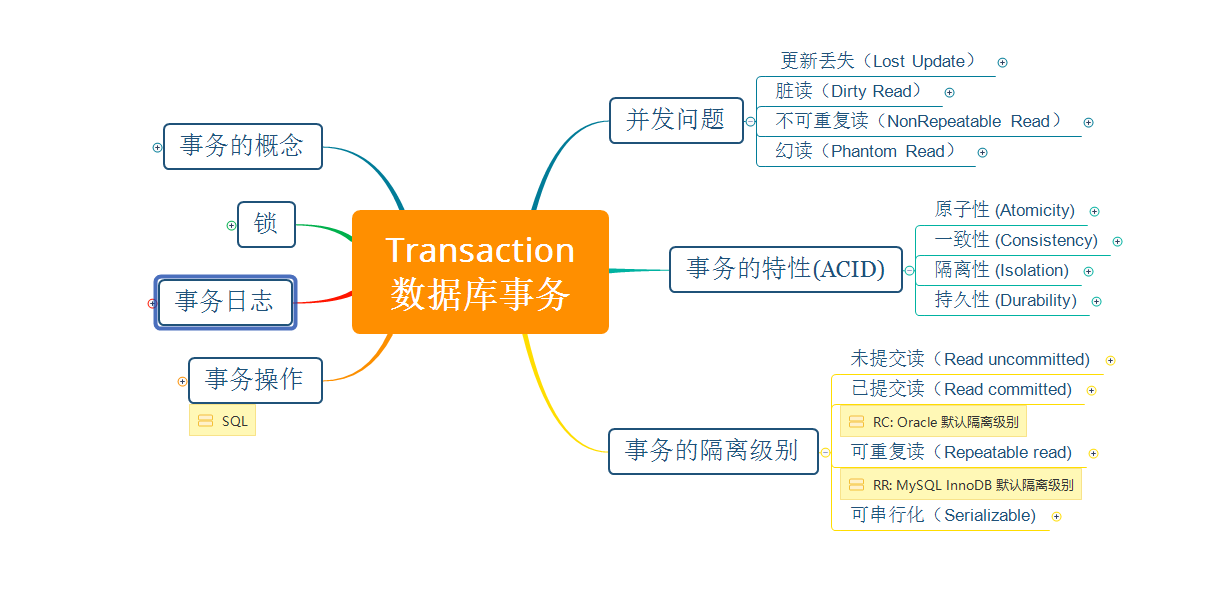 Transaction
数据库事务
事务的概念
锁
事务日志
事务操作
SQL
并发问题
更新丢失（Lost Update）
脏读（Dirty Read）
不可重复读（NonRepeatable Read）
幻读（Phantom Read）
事务的特性(ACID)
原子性 (Atomicity)
一致性 (Consistency)
隔离性 (Isolation)
持久性 (Durability)
事务的隔离级别
未提交读（Read uncommitted)
已提交读（Read committed)
RC: Oracle 默认隔离级别
可重复读（Repeatable read)
RR: MySQL InnoDB 默认隔离级别
可串行化（Serializable)